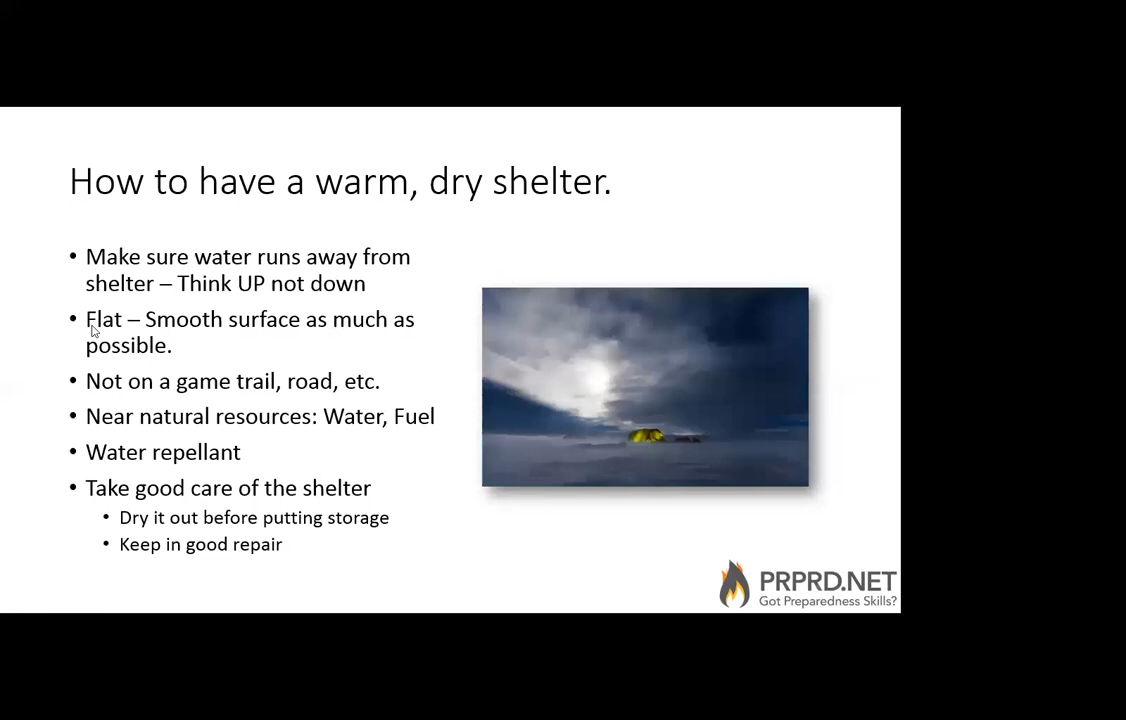 How to have a warm, dry shelter.
• Make sure water runs away from
shelter – Think UP not down
• Flat – Smooth surface as much as
possible.
• Not on a game trail, road, etc.
• Near natural resources: Water, Fuel
• Water repellant
• Take good care of the shelter
• Dry it out before putting storage
• Keep in good repair
PRPRD.NET
Got Preparedness Skills?